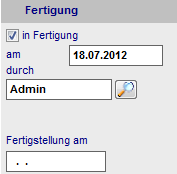 Fertigung
in Fertigung
am 18.07.2012
durch
Admin
Fertigstellung am
. .